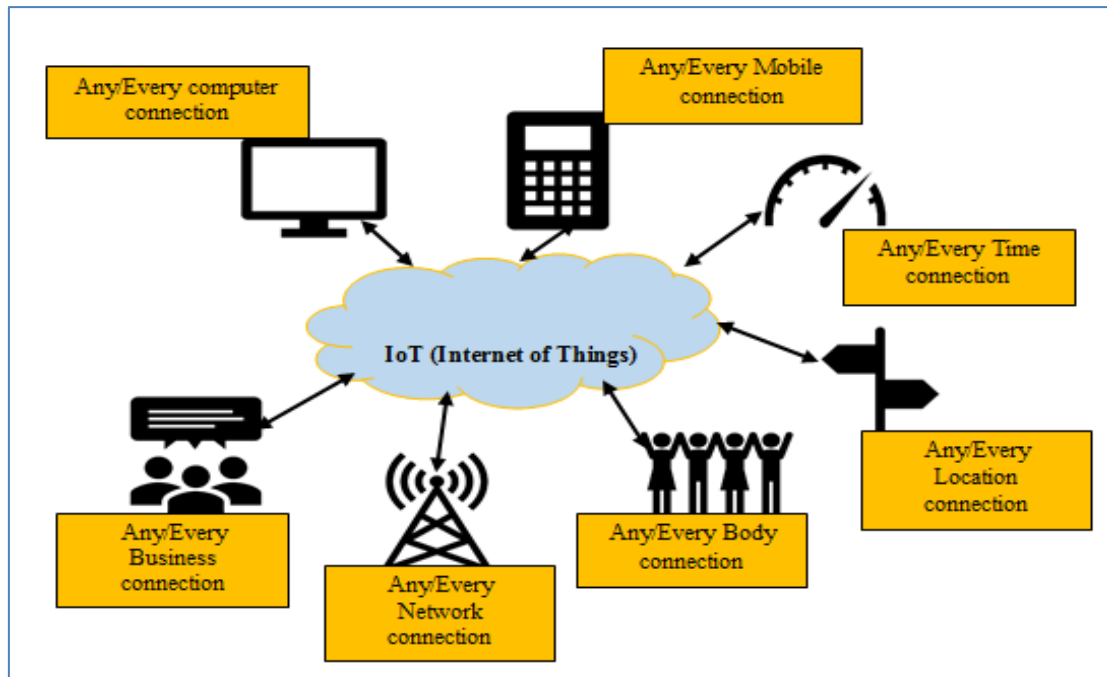 Any/Every computer
connection
Any/Every Mobile
connection
Any/Every Time
connection
IoT (Internet of Things)
Any/Every
Location
connection
Any/Every Body
connection
Any/Every
Network
connection
Any/Every
Business
connection